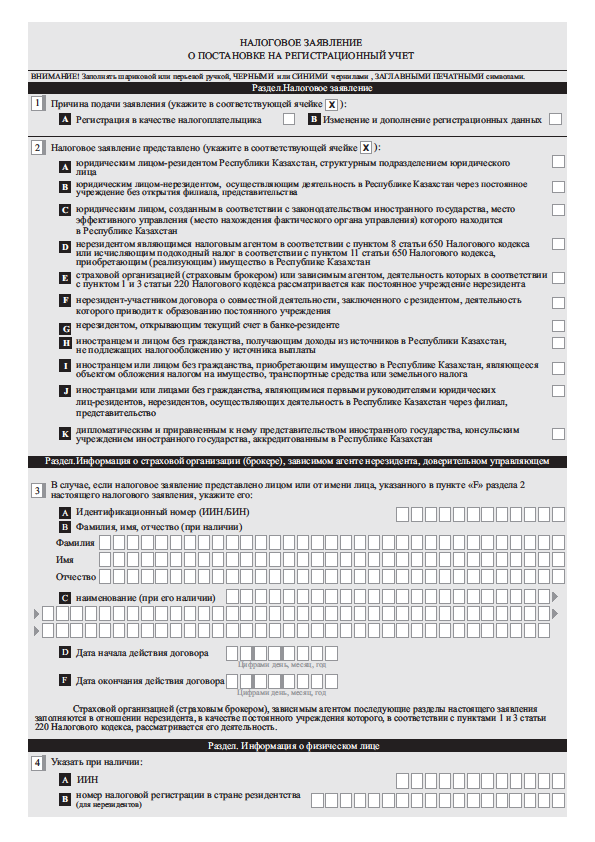 НАЛОГОВОЕ ЗАЯВЛЕНИЕ
О ПОСТАНОВКЕ НА РЕГИСТРАЦИОННЫЙ УЧЕТ
ВНИМАНИЕ! Заполнять шариковой или перьевой ручкой, ЧЕРНЫМИ или СИНИМИ чернилами , ЗАГЛАВНЫМИ ПЕЧАТНЫМИ символами.
Раздел.Налоговое заявление
1 Причина подачи заявления (укажите в соответствующей ячейке X ):
A Регистрация в качестве налогоплательщика B Изменение и дополнение регистрационных данных
2 Налоговое заявление представлено (укажите в соответствующей ячейке X ):
A юридическим лицом-резидентом Республики Казахстан, структурным подразделением юридического
лица
B юридическим лицом-нерезидентом, осуществляющим деятельность в Республике Казахстан через постоянное
учреждение без открытия филиала, представительства
C юридическим лицом, созданным в соответствии с законодательством иностранного государства, место
эффективного управления (место нахождения фактического органа управления) которого находится
в Республике Казахстан
D нерезидентом являющимся налоговым агентом в соответствии с пунктом 8 статьи 650 Налогового кодекса
или исчисляющим подоходный налог в соответствии с пунктом 11 статьи 650 Налогового кодекса,
приобретающим (реализующим) имущество в Республике Казахстан
E страховой организацией (страховым брокером) или зависимым агентом, деятельность которых в соответствии
с пунктом 1 и 3 статьи 220 Налогового кодекса рассматривается как постоянное учреждение нерезидента
F нерезидент-участником договора о совместной деятельности, заключенного с резидентом, деятельность
которого приводит к образованию постоянного учреждения
G нерезидентом, открывающим текущий счет в банке-резиденте
H иностранцем и лицом без гражданства, получающим доходы из источников в Республики Казахстан,
не подлежащих налогообложению у источника выплаты
I иностранцем или лицом без гражданства, приобретающим имущество в Республике Казахстан, являющееся
объектом обложения налогом на имущество, транспортные средства или земельного налога
J иностранцами или лицами без гражданства, являющимися первыми руководителями юридических
лиц-резидентов, нерезидентов, осуществляющих деятельность в Республике Казахстан через филиал,
представительство
K дипломатическим и приравненным к нему представительством иностранного государства, консульским
учреждением иностранного государства, аккредитованным в Республике Казахстан
Раздел.Информация о страховой организации (брокере), зависимом агенте нерезидента, доверительном управляющем
3 В случае, если налоговое заявление представлено лицом или от имени лица, указанного в пункте «F» раздела 2
настоящего налогового заявления, укажите его:
A Идентификационный номер (ИИН/БИН)
B Фамилия, имя, отчество (при наличии)
Фамилия
Имя
Отчество
C наименование (при его наличии)
D Дата начала действия договора
Цифрами день, месяц, год
F Дата окончания действия договора
Цифрами день, месяц, год
Страховой организацией (страховым брокером), зависимым агентом последующие разделы настоящего заявления
заполняются в отношении нерезидента, в качестве постоянного учреждения которого, в соответствии с пунктами 1 и 3 статьи
220 Налогового кодекса, рассматривается его деятельность.
Раздел. Информация о физическом лице
4 Указать при наличии:
A ИИН
B номер налоговой регистрации в стране резидентства
(для нерезидентов)